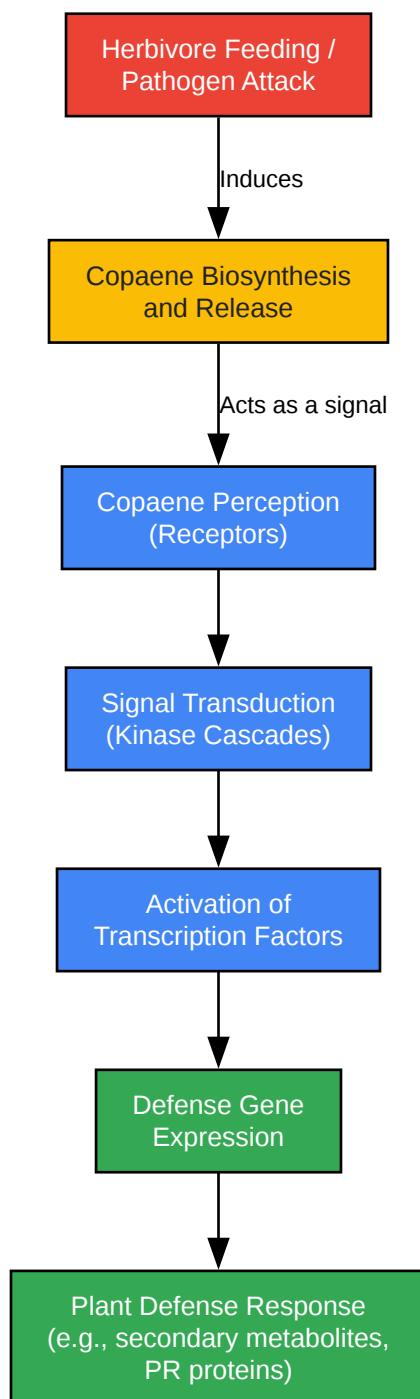 Herbivore Feeding /
Pathogen Attack
Induces
Copaene Biosynthesis
and Release
Acts as a signal
Copaene Perception
(Receptors)
Signal Transduction
(Kinase Cascades)
Activation of
Transcription Factors
Defense Gene
Expression
Plant Defense Response
(e.g., secondary metabolites,
PR proteins)